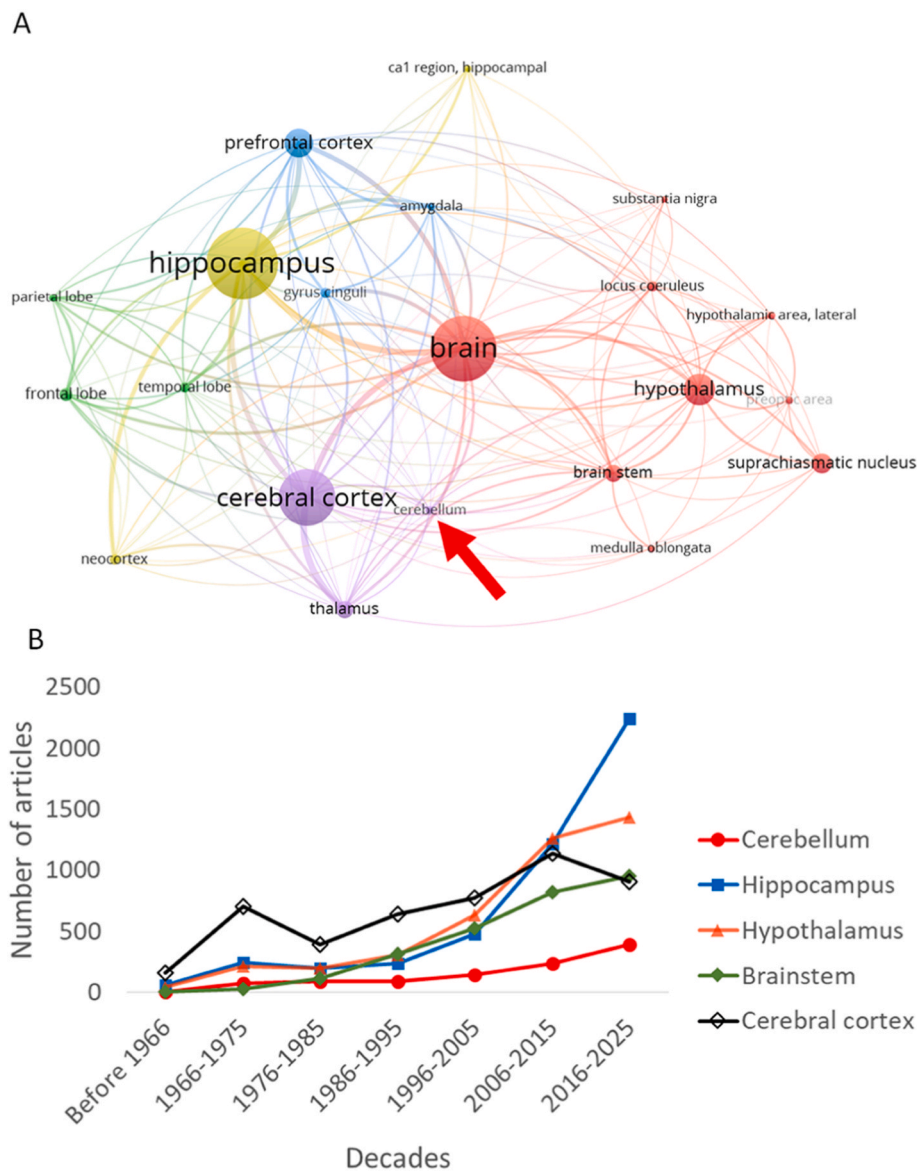 A
ca1 region, hippocampal
prefrontal cortex
substantia nigra
amygdala
hippocampus
locus coeruleus
parietal lobe
gyrus cinguli
hypothalamic area, lateral
brain
temporal lobe
hypothalamus
frontal lobe
preoptic area
suprachiasmatic nucleus
brain stem
cerebral cortex
cerebellum
medulla oblongata
neocortex
thalamus
B
2500
2000
1500
1000
500
0
Number of articles
Before 1966
1966-1975
1976-1985
1986-1995
1996-2005
2006-2015
2016-2025
Decades
Cerebellum
Hippocampus
Hypothalamus
Brainstem
Cerebral cortex